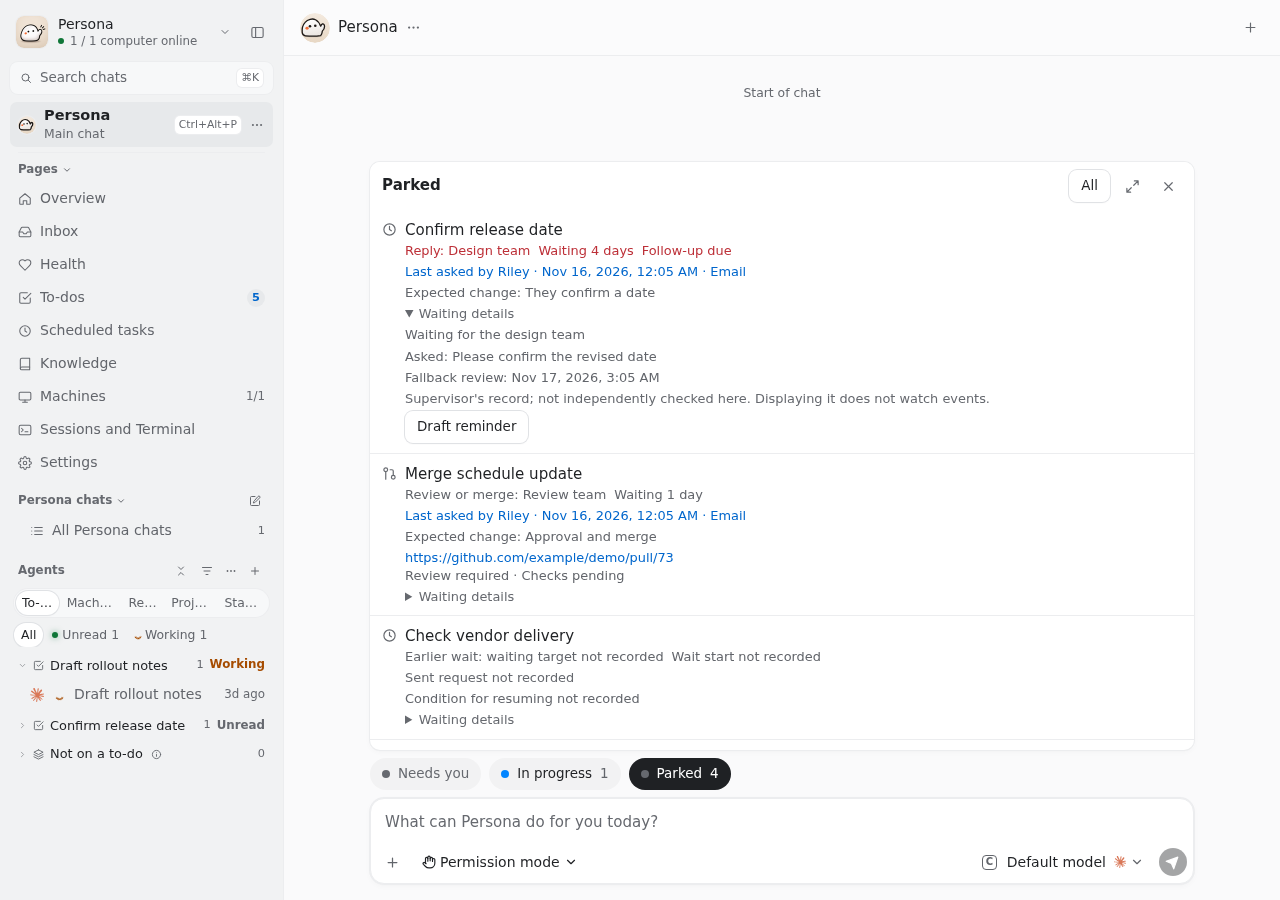 Persona
1 / 1 computer online
Search chats ⌘K
Persona
Main chat
Ctrl+Alt+P
Pages
Overview
Inbox
Health
To-dos 5
Scheduled tasks
Knowledge
Machines 1/1
Sessions and Terminal
Settings
Persona chats
All Persona chats 1
Agents
To-... Mach... Re... Proj... Sta...
All Unread 1 Working 1
Draft rollout notes 1 Working
Draft rollout notes 3d ago
Confirm release date 1 Unread
Not on a to-do 0
Persona
Start of chat
Parked All
Confirm release date
Reply: Design team Waiting 4 days Follow-up due
Last asked by Riley · Nov 16, 2026, 12:05 AM · Email
Expected change: They confirm a date
Waiting details
Waiting for the design team
Asked: Please confirm the revised date
Fallback review: Nov 17, 2026, 3:05 AM
Supervisor's record; not independently checked here. Displaying it does not watch events.
Draft reminder
Merge schedule update
Review or merge: Review team Waiting 1 day
Last asked by Riley · Nov 16, 2026, 12:05 AM · Email
Expected change: Approval and merge
https://github.com/example/demo/pull/73
Review required · Checks pending
Waiting details
Check vendor delivery
Earlier wait: waiting target not recorded Wait start not recorded
Sent request not recorded
Condition for resuming not recorded
Waiting details
Needs you In progress 1 Parked 4
What can Persona do for you today?
Permission mode C Default model